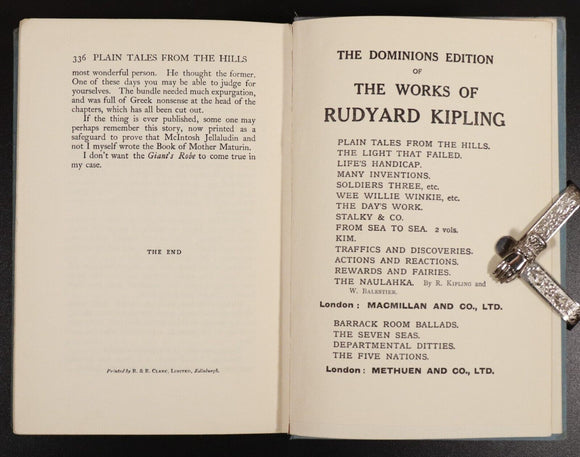 336 PLAIN TALES FROM THE HILLS
most wonderful person. He thought the former.
One of these days you may be able to judge for
yourselves. The bundle needed much expurgation,
and was full of Greek nonsense at the head of the
chapters, which has all been cut out.
If the thing is ever published, some one may
perhaps remember this story, now printed as a
safeguard to prove that McIntosh Jellaludin and
not I myself wrote the Book of Mother Maturin.
I don't want the Giant's Robe to come true in
my case.
THE END
Printed by R. & R. Clark, Limited, Edinburgh.
THE DOMINIONS EDITION
OF
THE WORKS OF
RUDYARD KIPLING
PLAIN TALES FROM THE HILLS.
THE LIGHT THAT FAILED.
LIFE'S HANDICAP.
MANY INVENTIONS.
SOLDIERS THREE, etc.
WEE WILLIE WINKIE, etc.
THE DAY'S WORK.
STALKY & CO.
FROM SEA TO SEA. 2 vols.
KIM.
TRAFFICS AND DISCOVERIES.
ACTIONS AND REACTIONS.
REWARDS AND FAIRIES.
THE NAULAHKA. By R. Kipling and
W. Balestier.
London: MACMILLAN AND CO., LTD.
BARRACK ROOM BALLADS.
THE SEVEN SEAS.
DEPARTMENTAL DITTIES.
THE FIVE NATIONS.
London: METHUEN AND CO., LTD.